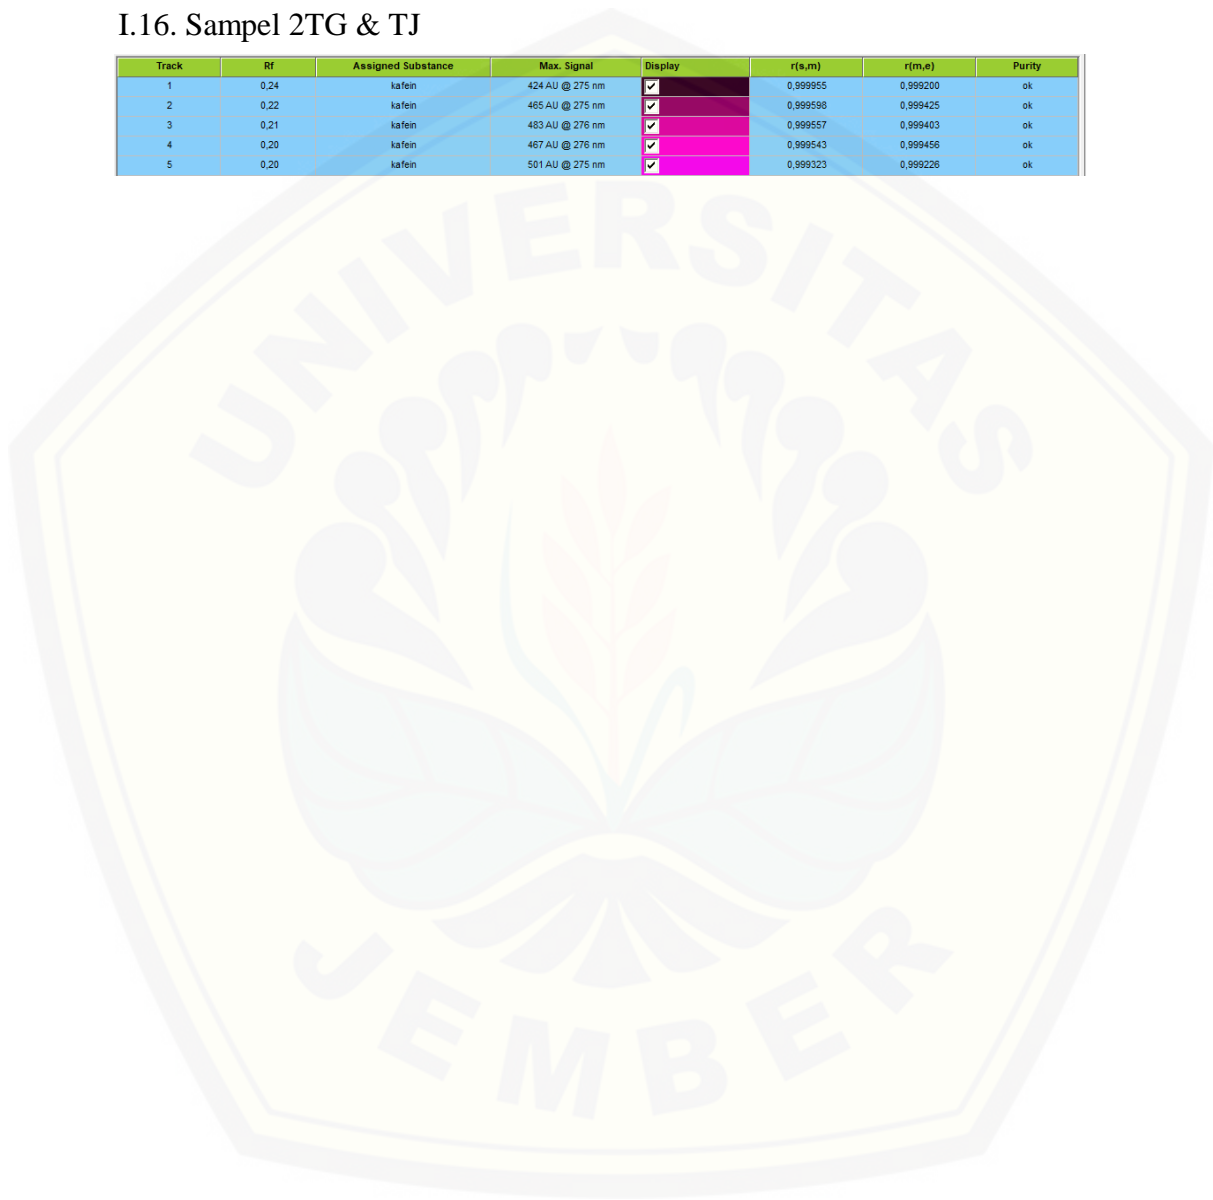 I.16. Sampel 2TG & TJ
Track Rf Assigned Substance Max. Signal Display r(s,m) r(m,e) Purity
1 0,24 kafein 424 AU @ 275 nm 0,999955 0,999200 ok
2 0,22 kafein 465 AU @ 275 nm 0,999598 0,999425 ok
3 0,21 kafein 483 AU @ 276 nm 0,999557 0,999403 ok
4 0,20 kafein 467 AU @ 276 nm 0,999543 0,999456 ok
5 0,20 kafein 501 AU @ 275 nm 0,999323 0,999226 ok
UNIVERSITAS
JEMBER